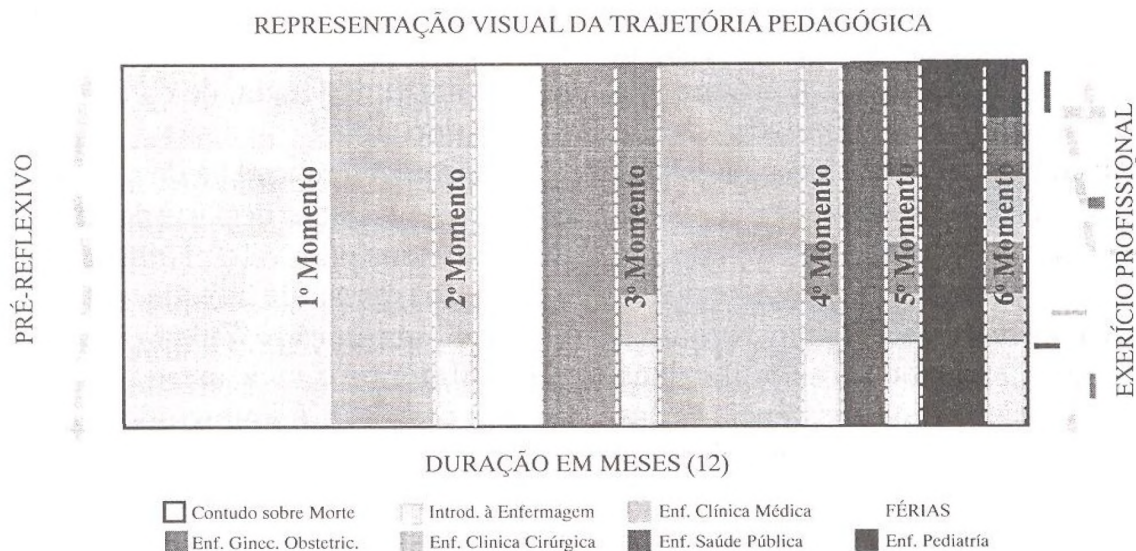 REPRESENTAÇÃO VISUAL DA TRAJETÓRIA PEDAGÓGICA
PRÉ-REFLEXIVO
1º Momento
2º Momento
3º Momento
4º Momento
5º Momento
6º Momento
EXERCÍCIO PROFISSIONAL
DURAÇÃO EM MESES (12)
Contudo sobre Morte Introd. à Enfermagem Enf. Clínica Médica FÉRIAS
Enf. Ginec. Obstetric. Enf. Clinica Cirúrgica Enf. Saúde Pública Enf. Pediatría